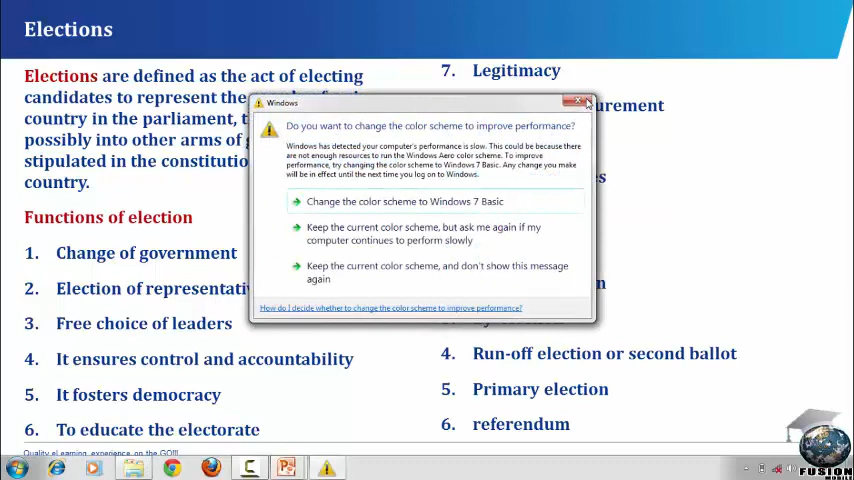 Elections
Elections are defined as the act of electing
candidates to represent the
country in the parliament, t
possibly into other arms of g
stipulated in the constitutio
country.
Functions of election
1. Change of government
2. Election of representati
3. Free choice of leaders
4. It ensures control and accountability
5. It fosters democracy
6. To educate the electorate
7. Legitimacy
urement
4. Run-off election or second ballot
5. Primary election
6. referendum
Windows
Do you want to change the color scheme to improve performance?
Windows has detected your computer's performance is slow. This could be because there
are not enough resources to run the Windows Aero color scheme. To improve
performance, try changing the color scheme to Windows 7 Basic. Any change you make
will be in effect until the next time you log on to Windows.
Change the color scheme to Windows 7 Basic
Keep the current color scheme, but ask me again if my
computer continues to perform slowly
Keep the current color scheme, and don't show this message
again
How do I decide whether to change the color scheme to improve performance?
Quality eLearning experience, on the GO!!!
FUSION
MOBILE